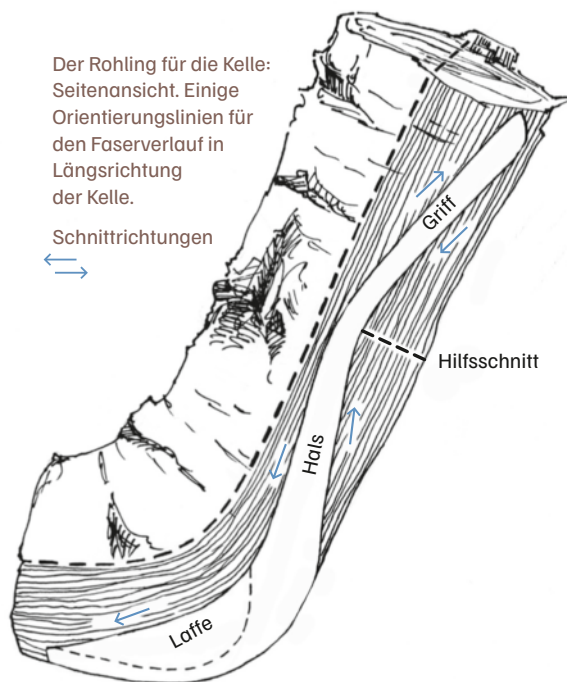 Der Rohling für die Kelle:
Seitenansicht. Einige
Orientierungslinien für
den Faserverlauf in
Längsrichtung
der Kelle.
Schnittrichtungen
Griff
Hilfsschnitt
Hals
Laffe